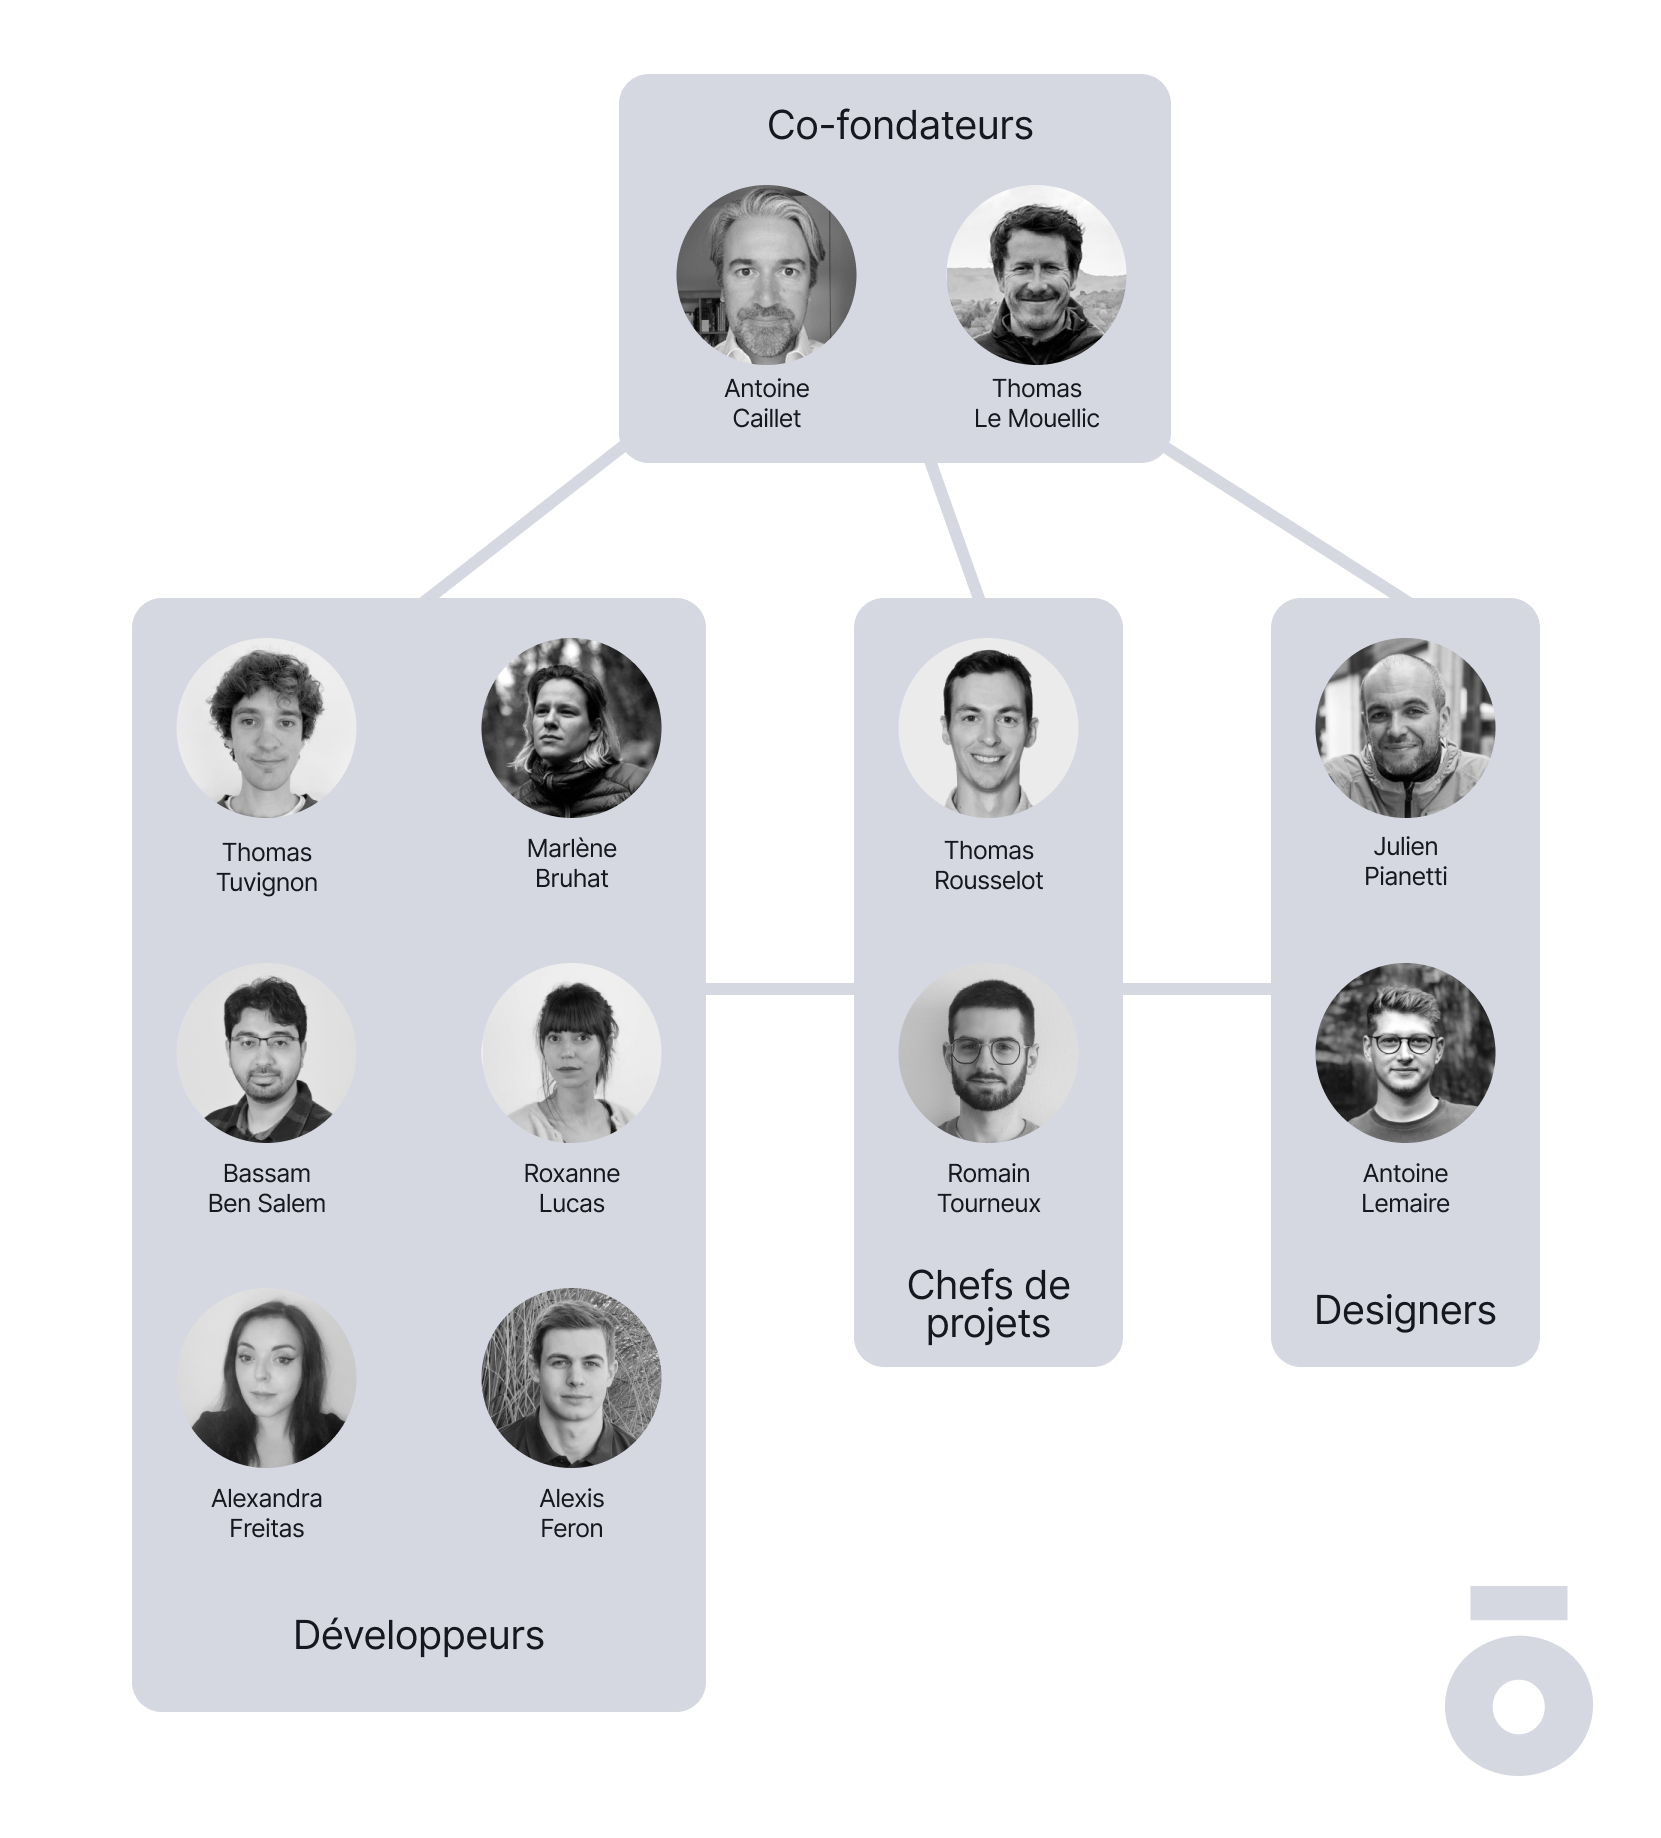 Co-fondateurs
Antoine
Caillet
Thomas
Le Mouellic
Thomas
Tuvignon
Marlène
Bruhat
Bassam
Ben Salem
Roxanne
Lucas
Alexandra
Freitas
Alexis
Feron
Développeurs
Thomas
Rousselot
Romain
Tourneux
Chefs de
projets
Julien
Pianetti
Antoine
Lemaire
Designers
ō